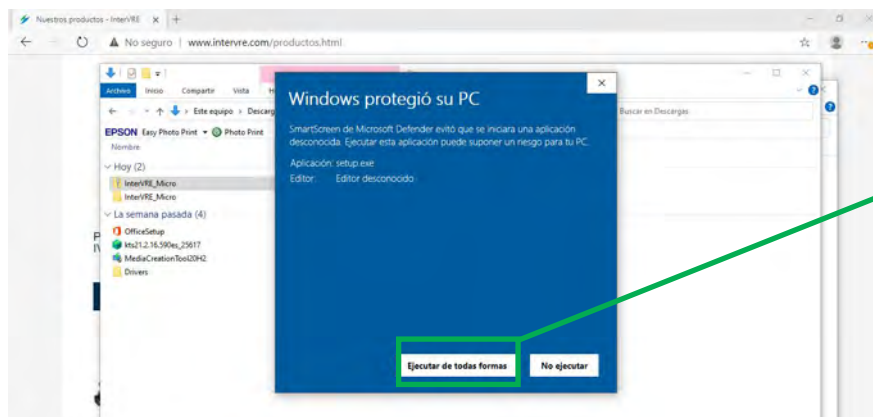 Nuestros productos - InterVRE
No seguro | www.intervre.com/productos.html
Archivo Inicio Compartir Vista
Este equipo > Descarg
Buscar en Descargas
EPSON Easy Photo Print Photo Print
Nombre
Hoy (2)
InterVRE_Micro
InterVRE_Micro
La semana pasada (4)
OfficeSetup
kts21.2.16.590es_25617
MediaCreationTool20H2
Drivers
Windows protegió su PC
SmartScreen de Microsoft Defender evitó que se iniciara una aplicación
desconocida. Ejecutar esta aplicación puede suponer un riesgo para tu PC.
Aplicación: setup.exe
Editor: Editor desconocido
Ejecutar de todas formas
No ejecutar